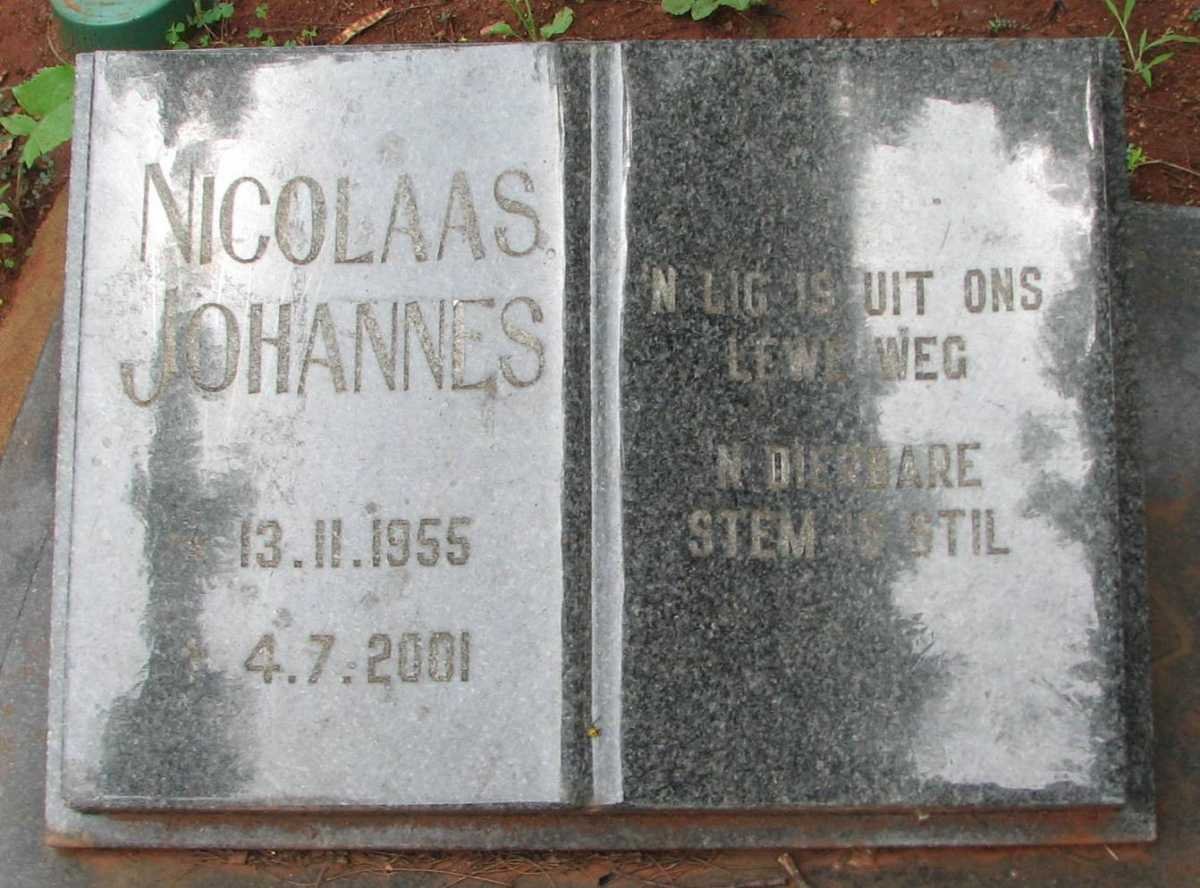 NICOLAAS
JOHANNES
* 13.11.1955
† 4.7.2001
'N LIG IS UIT ONS
LEWE WEG
'N DIERBARE
STEM IS STIL